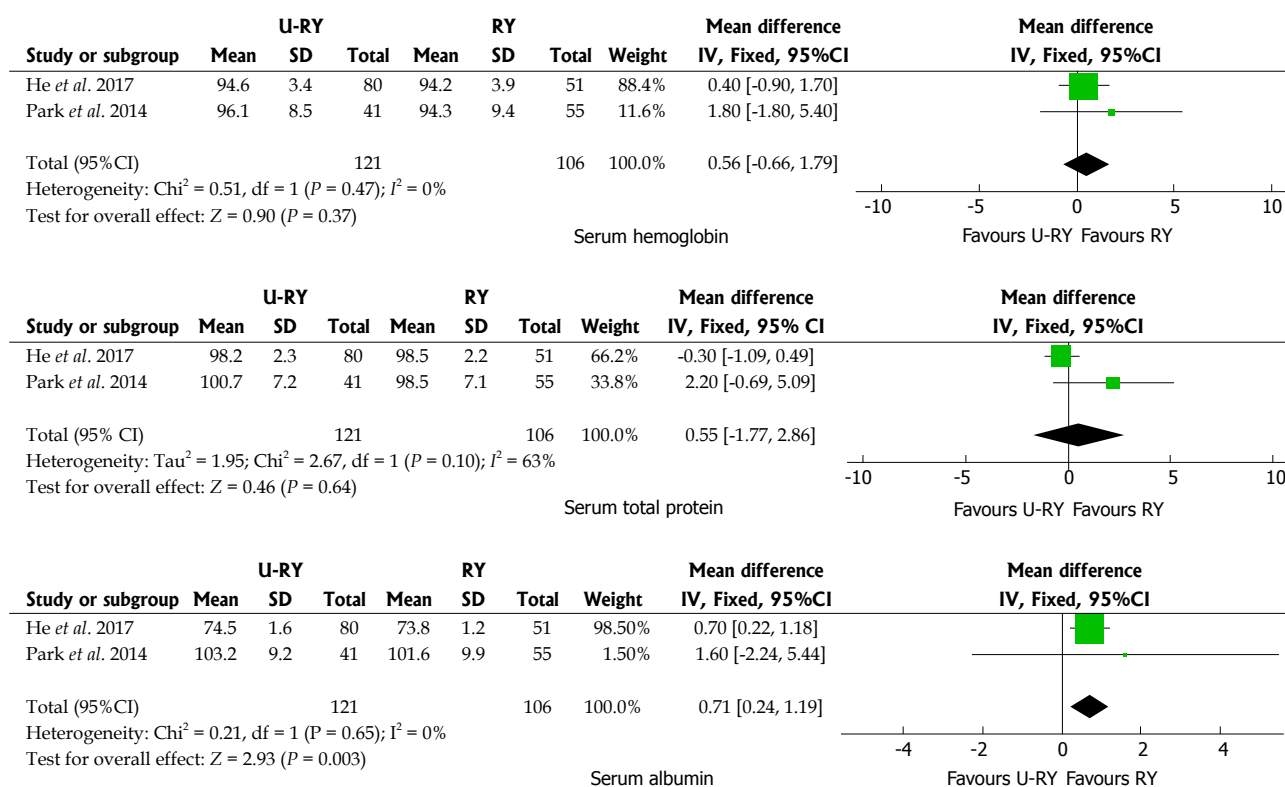 U-RY RY Mean difference Mean difference
Study or subgroup Mean SD Total Mean SD Total Weight IV, Fixed, 95%CI IV, Fixed, 95%CI
He et al. 2017 94.6 3.4 80 94.2 3.9 51 88.4% 0.40 [-0.90, 1.70]
Park et al. 2014 96.1 8.5 41 94.3 9.4 55 11.6% 1.80 [-1.80, 5.40]
Total (95%CI) 121 106 100.0% 0.56 [-0.66, 1.79]
Heterogeneity: Chi² = 0.51, df = 1 (P = 0.47); I² = 0%
-10 -5 0 5 10
Test for overall effect: Z = 0.90 (P = 0.37)
Serum hemoglobin Favours U-RY Favours RY
U-RY RY Mean difference Mean difference
Study or subgroup Mean SD Total Mean SD Total Weight IV, Fixed, 95% CI IV, Fixed, 95%CI
He et al. 2017 98.2 2.3 80 98.5 2.2 51 66.2% -0.30 [-1.09, 0.49]
Park et al. 2014 100.7 7.2 41 98.5 7.1 55 33.8% 2.20 [-0.69, 5.09]
Total (95% CI) 121 106 100.0% 0.55 [-1.77, 2.86]
Heterogeneity: Tau² = 1.95; Chi² = 2.67, df = 1 (P = 0.10); I² = 63%
-10 -5 0 5 10
Test for overall effect: Z = 0.46 (P = 0.64)
Serum total protein Favours U-RY Favours RY
U-RY RY Mean difference Mean difference
Study or subgroup Mean SD Total Mean SD Total Weight IV, Fixed, 95%CI IV, Fixed, 95%CI
He et al. 2017 74.5 1.6 80 73.8 1.2 51 98.50% 0.70 [0.22, 1.18]
Park et al. 2014 103.2 9.2 41 101.6 9.9 55 1.50% 1.60 [-2.24, 5.44]
Total (95%CI) 121 106 100.0% 0.71 [0.24, 1.19]
Heterogeneity: Chi² = 0.21, df = 1 (P = 0.65); I² = 0%
-4 -2 0 2 4
Test for overall effect: Z = 2.93 (P = 0.003)
Serum albumin Favours U-RY Favours RY